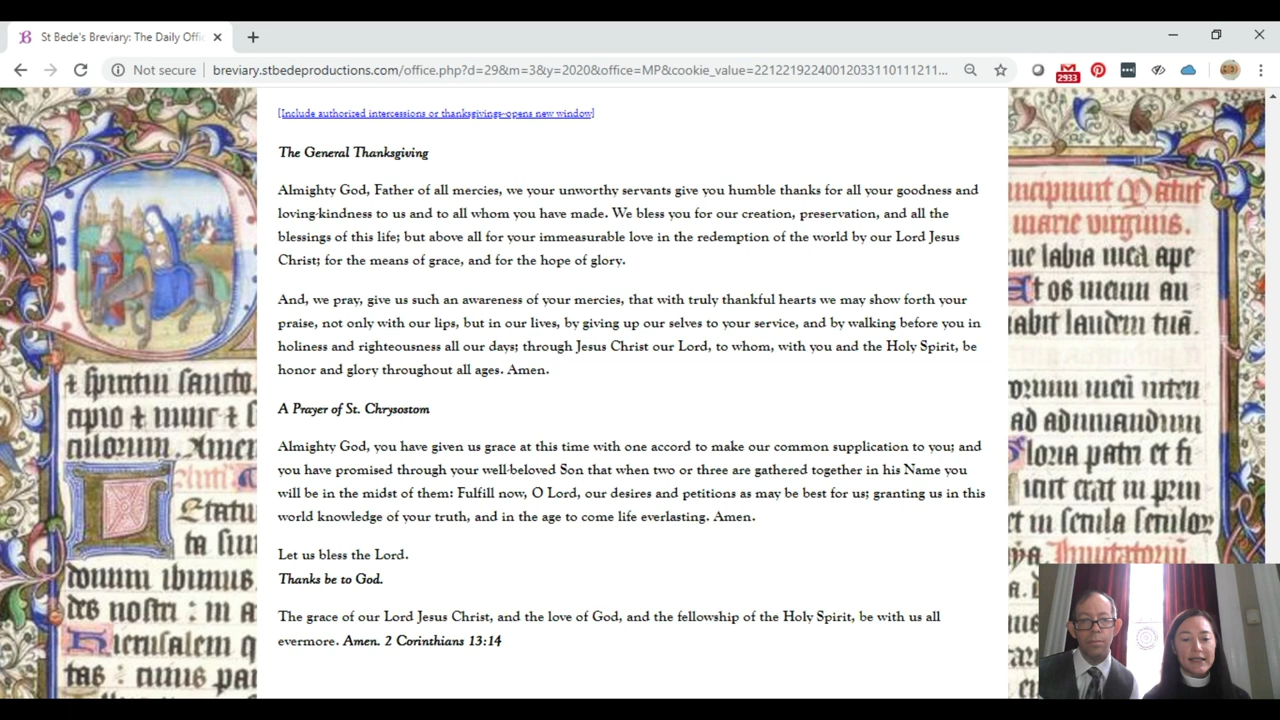 St Bede's Breviary: The Daily Offi
Not secure
breviary.stbedeproductions.com/office.php?d=29&m=3&y=2020&office=MP&cookie_value=22122192240012033110111211...
2933
[Include authorized intercessions or thanksgivings-opens new window]
The General Thanksgiving
Almighty God, Father of all mercies, we your unworthy servants give you humble thanks for all your goodness and
loving-kindness to us and to all whom you have made. We bless you for our creation, preservation, and all the
blessings of this life; but above all for your immeasurable love in the redemption of the world by our Lord Jesus
Christ; for the means of grace, and for the hope of glory.
And, we pray, give us such an awareness of your mercies, that with truly thankful hearts we may show forth your
praise, not only with our lips, but in our lives, by giving up our selves to your service, and by walking before you in
holiness and righteousness all our days; through Jesus Christ our Lord, to whom, with you and the Holy Spirit, be
honor and glory throughout all ages. Amen.
A Prayer of St. Chrysostom
Almighty God, you have given us grace at this time with one accord to make our common supplication to you; and
you have promised through your well-beloved Son that when two or three are gathered together in his Name you
will be in the midst of them: Fulfill now, O Lord, our desires and petitions as may be best for us; granting us in this
world knowledge of your truth, and in the age to come life everlasting. Amen.
Let us bless the Lord.
Thanks be to God.
The grace of our Lord Jesus Christ, and the love of God, and the fellowship of the Holy Spirit, be with us all
evermore. Amen. 2 Corinthians 13:14